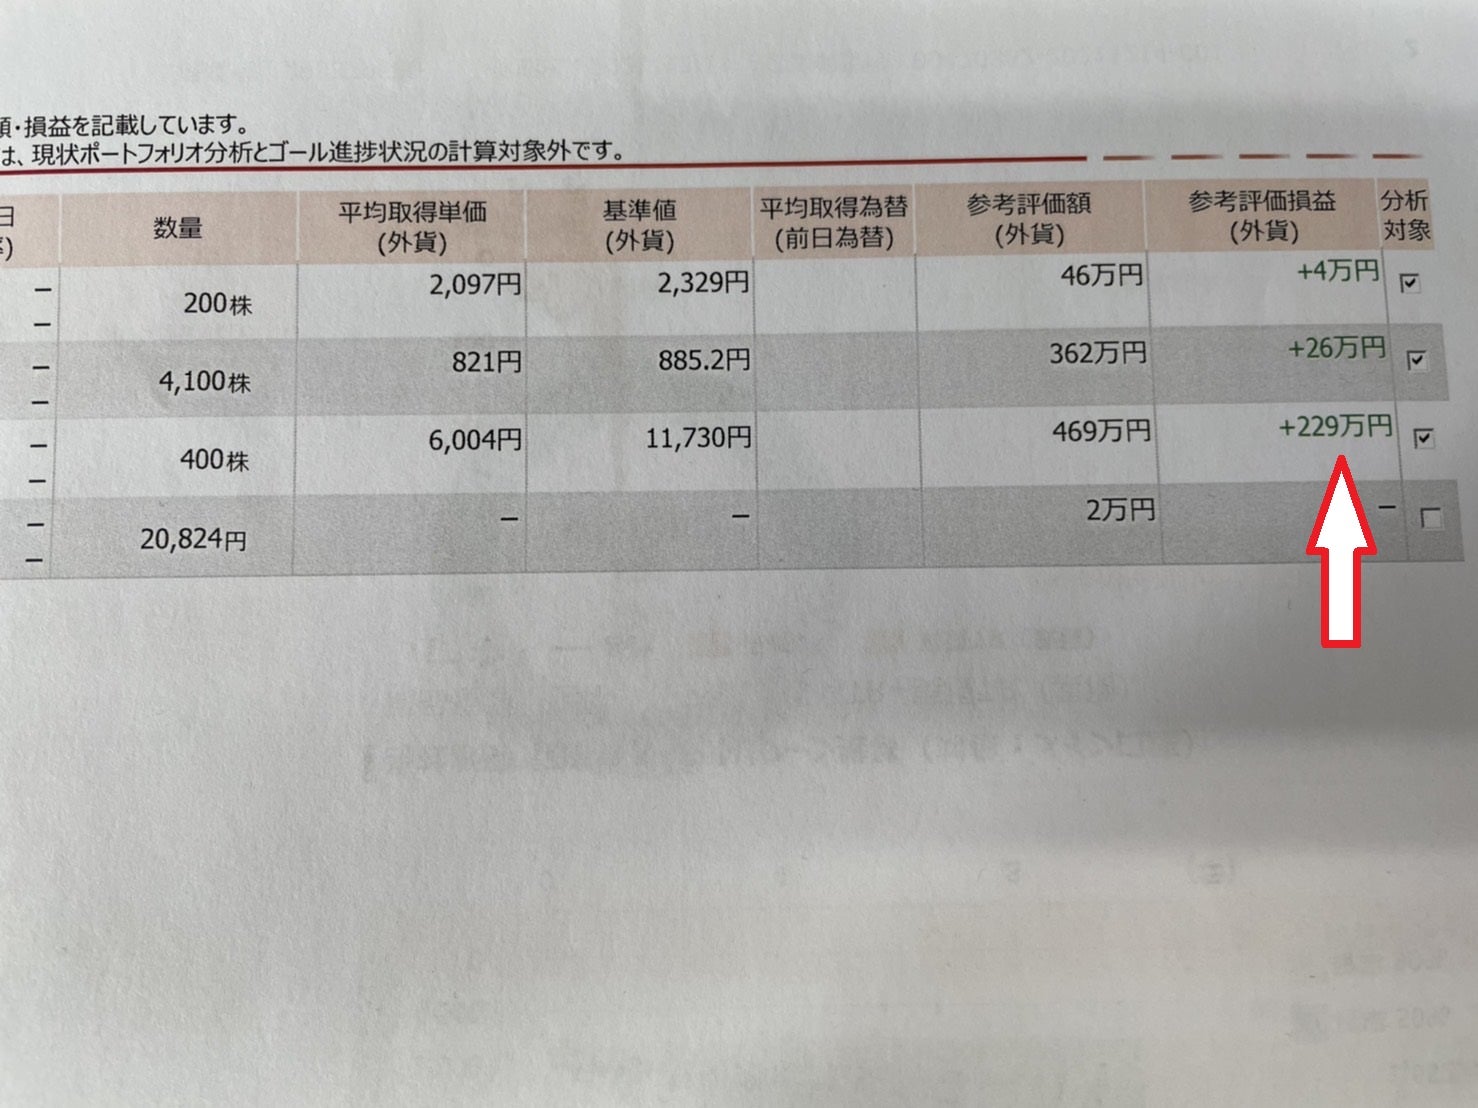 額・損益を記載しています。
は、現状ポートフォリオ分析とゴール進捗状況の計算対象外です。
日 数量 平均取得単価 基準値 平均取得為替 参考評価額 参考評価損益 分析
率) (外貨) (外貨) (前日為替) (外貨) (外貨) 対象
– 200株 2,097円 2,329円 46万円 +4万円
–
– 4,100株 821円 885.2円 362万円 +26万円
–
– 400株 6,004円 11,730円 469万円 +229万円
–
– 20,824円 – – 2万円 –
–